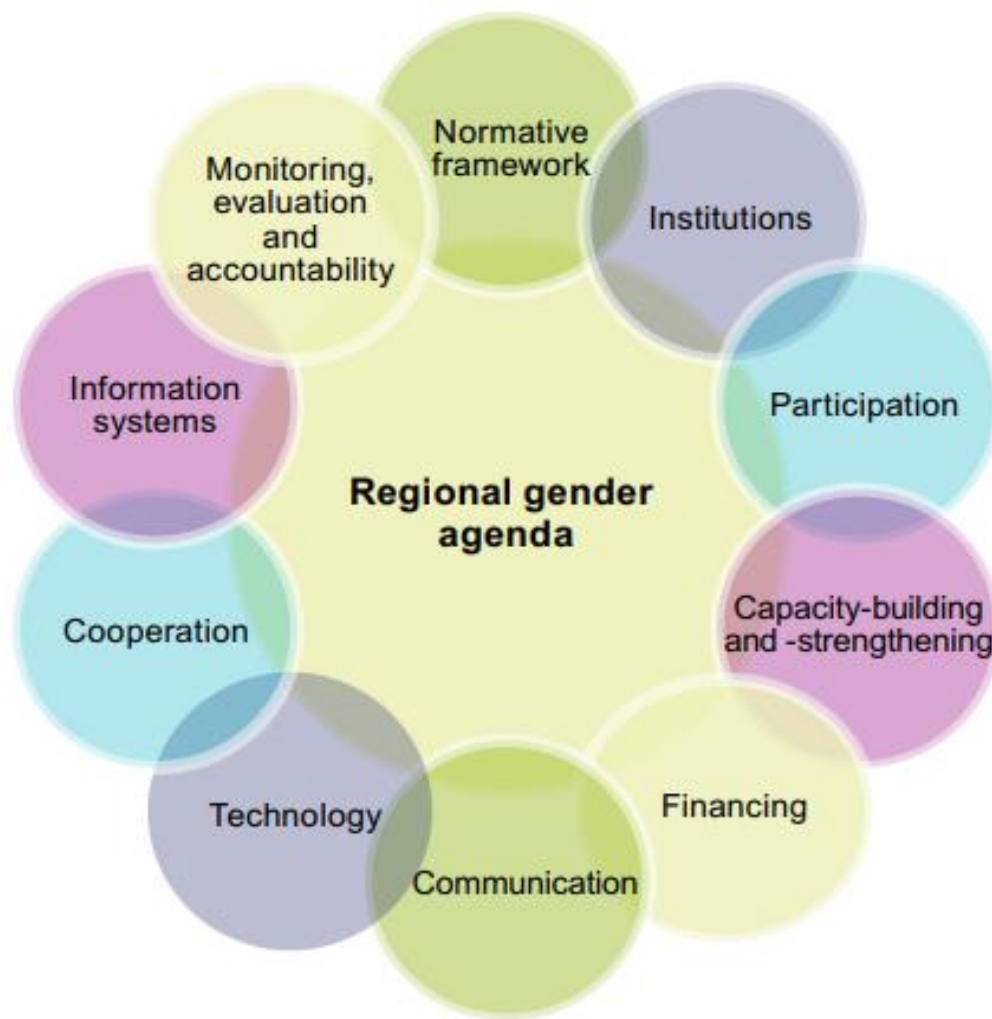 Normative
framework
Institutions
Participation
Capacity-building
and -strengthening
Financing
Communication
Technology
Cooperation
Information
systems
Monitoring,
evaluation
and
accountability
Regional gender
agenda